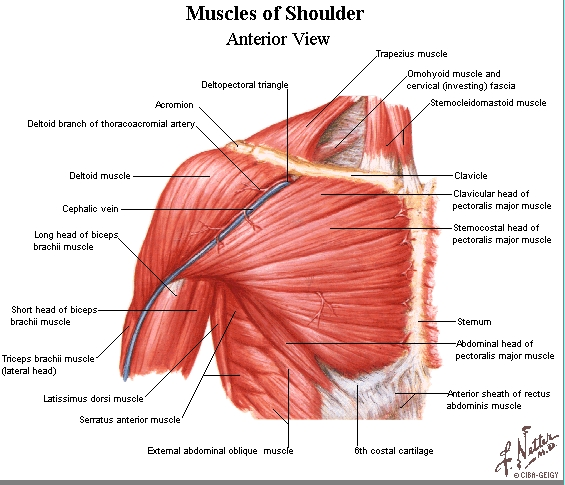 Muscles of Shoulder
Anterior View
Trapezius muscle
Omohyoid muscle and
cervical (investing) fascia
Deltopectoral triangle
Sternocleidomastoid muscle
Acromion
Deltoid branch of thoracoacromial artery
Deltoid muscle
Clavicle
Clavicular head of
pectoralis major muscle
Cephalic vein
Sternocostal head of
pectoralis major muscle
Long head of biceps
brachii muscle
Short head of biceps
brachii muscle
Sternum
Abdominal head of
pectoralis major muscle
Triceps brachii muscle
(lateral head)
Anterior sheath of rectus
abdominis muscle
Latissimus dorsi muscle
Serratus anterior muscle
External abdominal oblique muscle
6th costal cartilage
F. Netter
M.D.
© CIBA-GEIGY